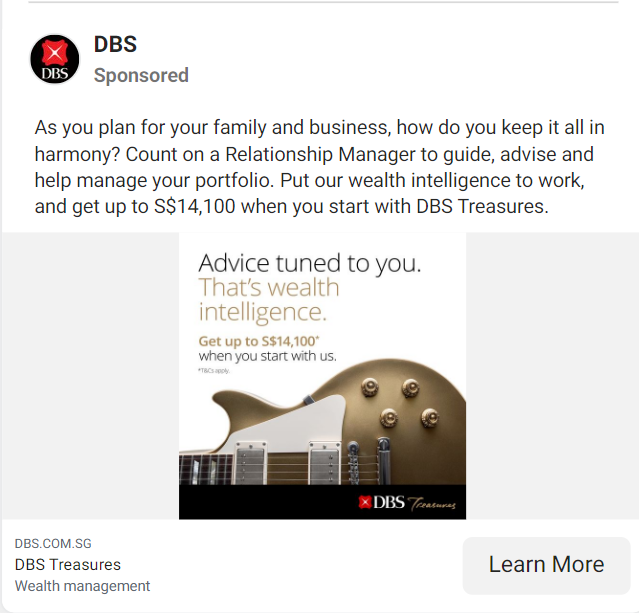 DBS
DBS
Sponsored
As you plan for your family and business, how do you keep it all in
harmony? Count on a Relationship Manager to guide, advise and
help manage your portfolio. Put our wealth intelligence to work,
and get up to S$14,100 when you start with DBS Treasures.
Advice tuned to you.
That's wealth
intelligence.
Get up to S$14,100*
when you start with us.
*T&Cs apply.
DBS Treasures
DBS.COM.SG
DBS Treasures
Wealth management
Learn More